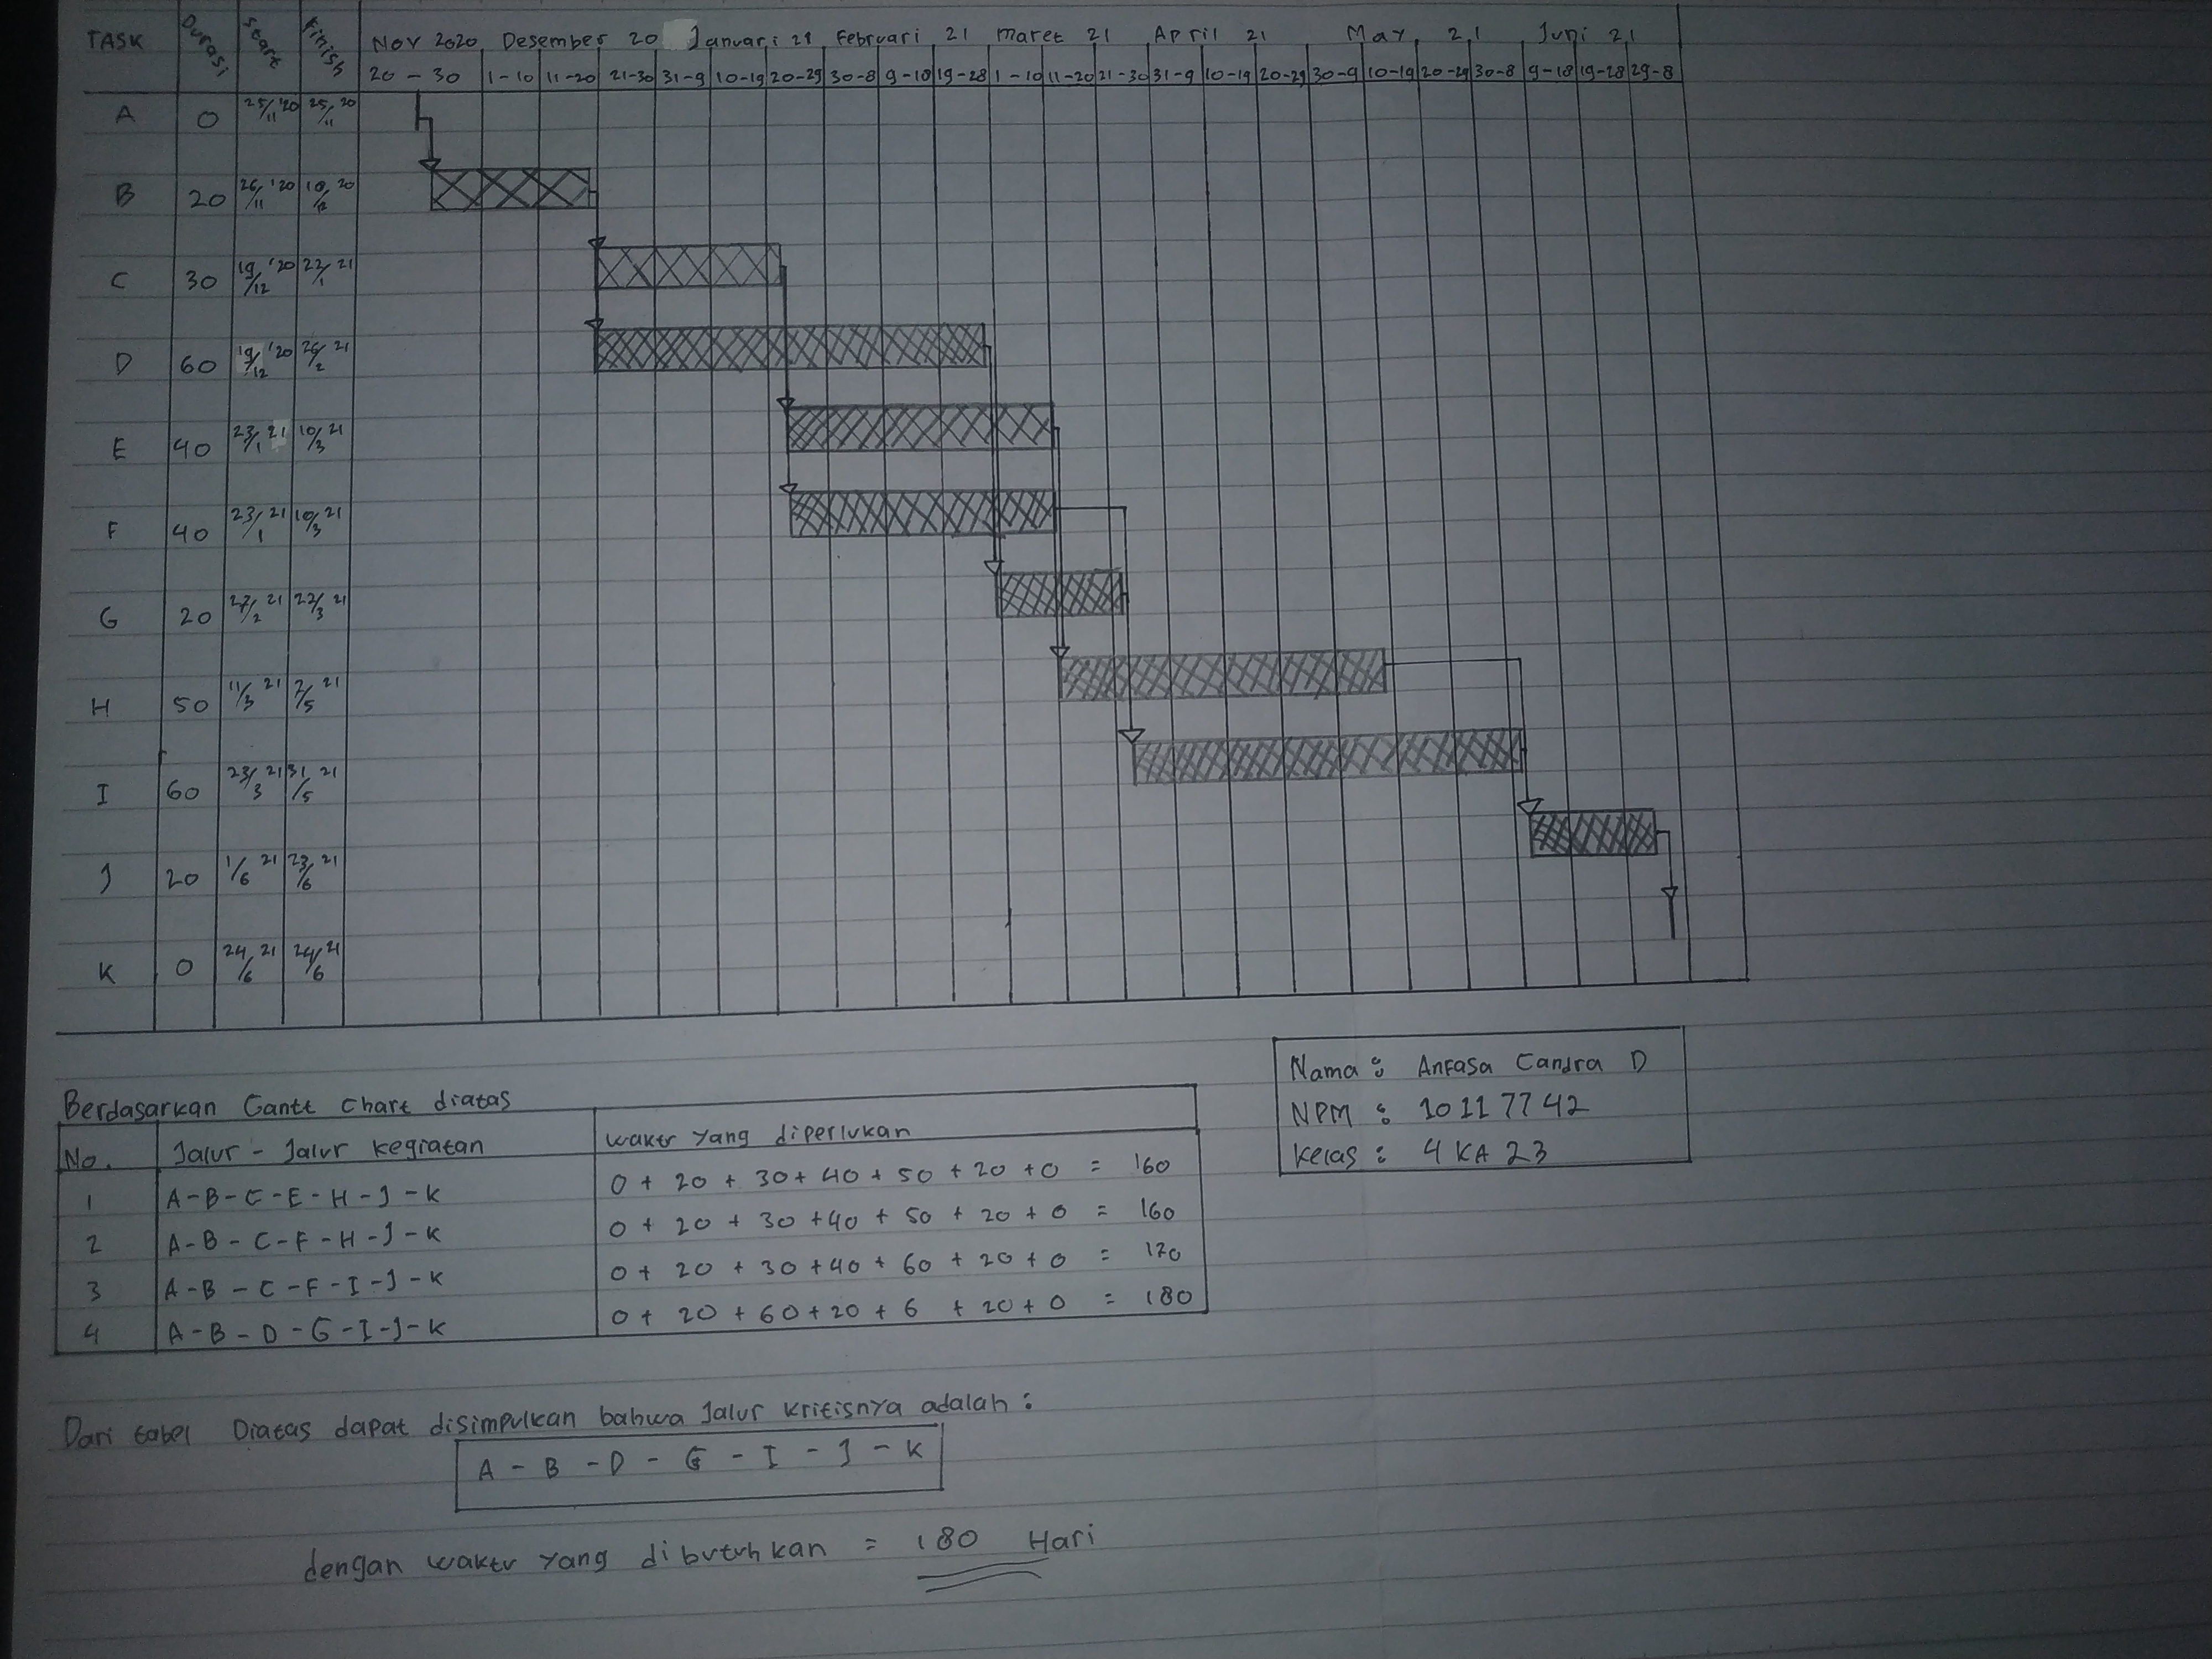 TASK Durasi Start Finish Nov 2020 Desember 20 Januari 21 Februari 21 Maret 21 April 21 May 21 Juni 21
20 - 30 1-10 11-20 21-30 31-9 10-19 20-29 30-8 9-18 19-28 1-10 11-20 21-30 31-9 10-19 20-29 30-9 10-19 20-29 30-8 9-18 19-28 29-8
A 0 25/11 '20 25/11 20
B 20 26/11 '20 18/12 20
C 30 19/12 '20 22/1 21
D 60 19/12 '20 26/2 21
E 40 23/1 21 10/3 21
F 40 23/1 21 10/3 21
G 20 27/2 21 22/3 21
H 50 11/3 21 7/5 21
I 60 23/3 21 31/5 21
J 20 1/6 21 23/6 21
K 0 24/6 21 24/6 21
Nama : Anfasa Candra D
NPM : 10117742
Kelas : 4KA23
Berdasarkan Gantt Chart diatas
No. Jalur - Jalur kegiatan Waktu yang diperlukan
1 A-B-C-E-H-J-K 0 + 20 + 30 + 40 + 50 + 20 + 0 = 160
2 A-B-C-F-H-J-K 0 + 20 + 30 + 40 + 50 + 20 + 0 = 160
3 A-B-C-F-I-J-K 0 + 20 + 30 + 40 + 60 + 20 + 0 = 170
4 A-B-D-G-I-J-K 0 + 20 + 60 + 20 + 6 + 20 + 0 = 180
Dari tabel Diatas dapat disimpulkan bahwa Jalur kritisnya adalah :
A - B - D - G - I - J - K
dengan waktu yang dibutuhkan = 180 Hari